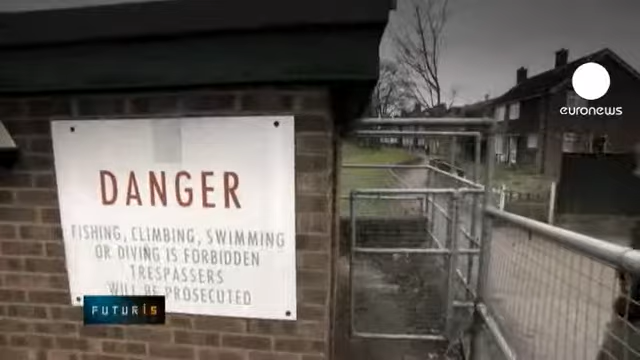 euronews
DANGER
FISHING, CLIMBING, SWIMMING
OR DIVING IS FORBIDDEN
TRESPASSERS
WILL BE PROSECUTED
FUTURIS